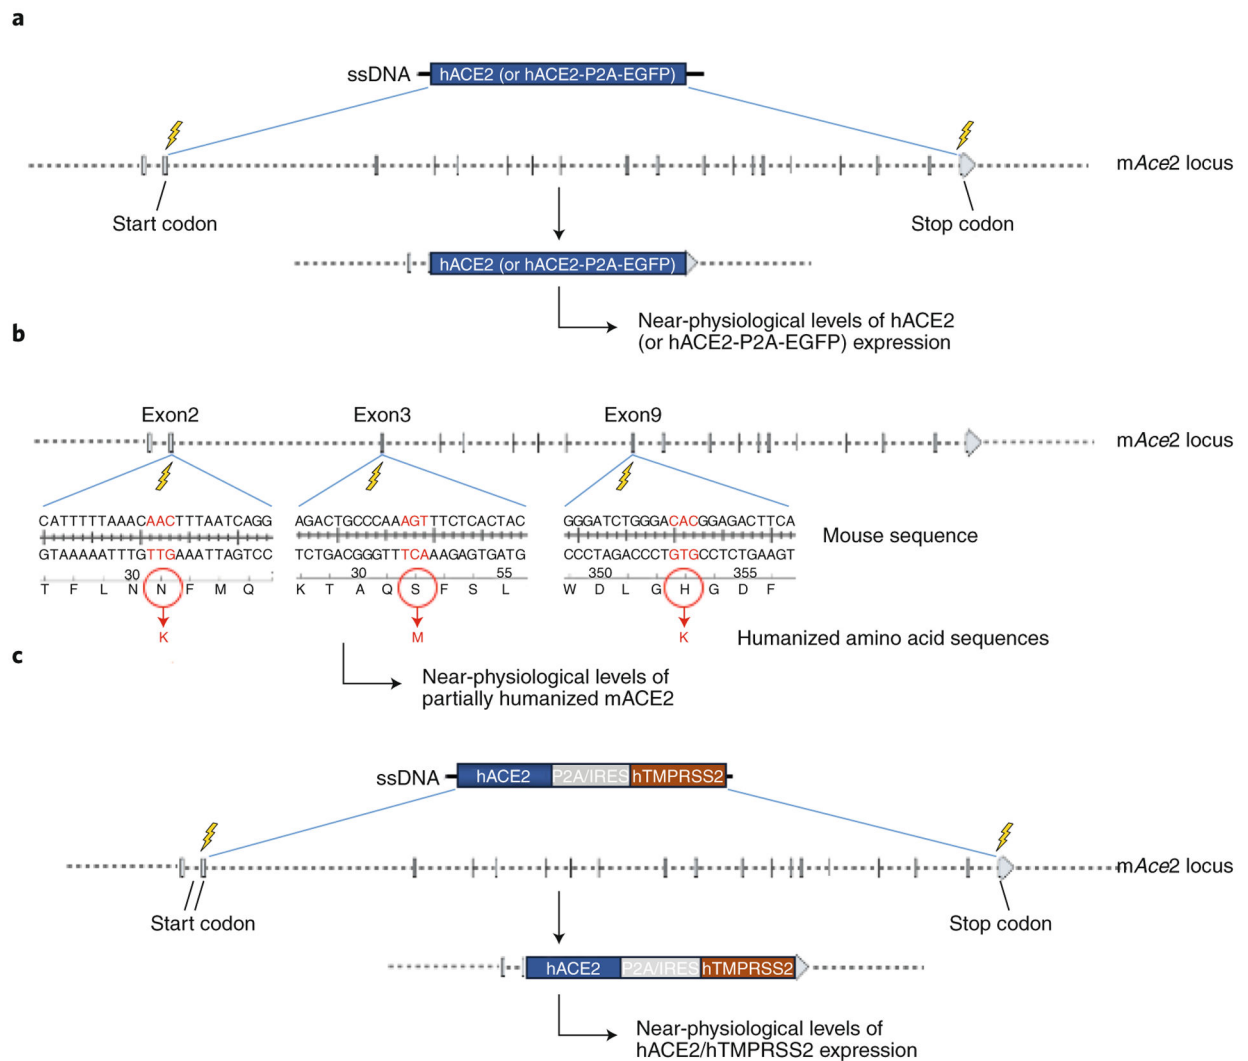 a
ssDNA hACE2 (or hACE2-P2A-EGFP)
mAce2 locus
Start codon Stop codon
hACE2 (or hACE2-P2A-EGFP)
Near-physiological levels of hACE2
(or hACE2-P2A-EGFP) expression
b
Exon2 Exon3 Exon9
mAce2 locus
CATTTTTAAACAACTTTAATCAGG AGACTGCCCAAAGTTTCTCACTAC GGGATCTGGGACACGGAGACTTCA
Mouse sequence
GTAAAAATTTGTTGAAATTAGTCC TCTGACGGGTTTCAAAGAGTGATG CCCTAGACCCTGTGCCTCTGAAGT
30 30 55 350 355
T F L N N F M Q K T A Q S F S L W D L G H G D F
K M K Humanized amino acid sequences
c
Near-physiological levels of
partially humanized mACE2
ssDNA hACE2 P2A/IRES hTMPRSS2
mAce2 locus
Start codon Stop codon
hACE2 P2A/IRES hTMPRSS2
Near-physiological levels of
hACE2/hTMPRSS2 expression